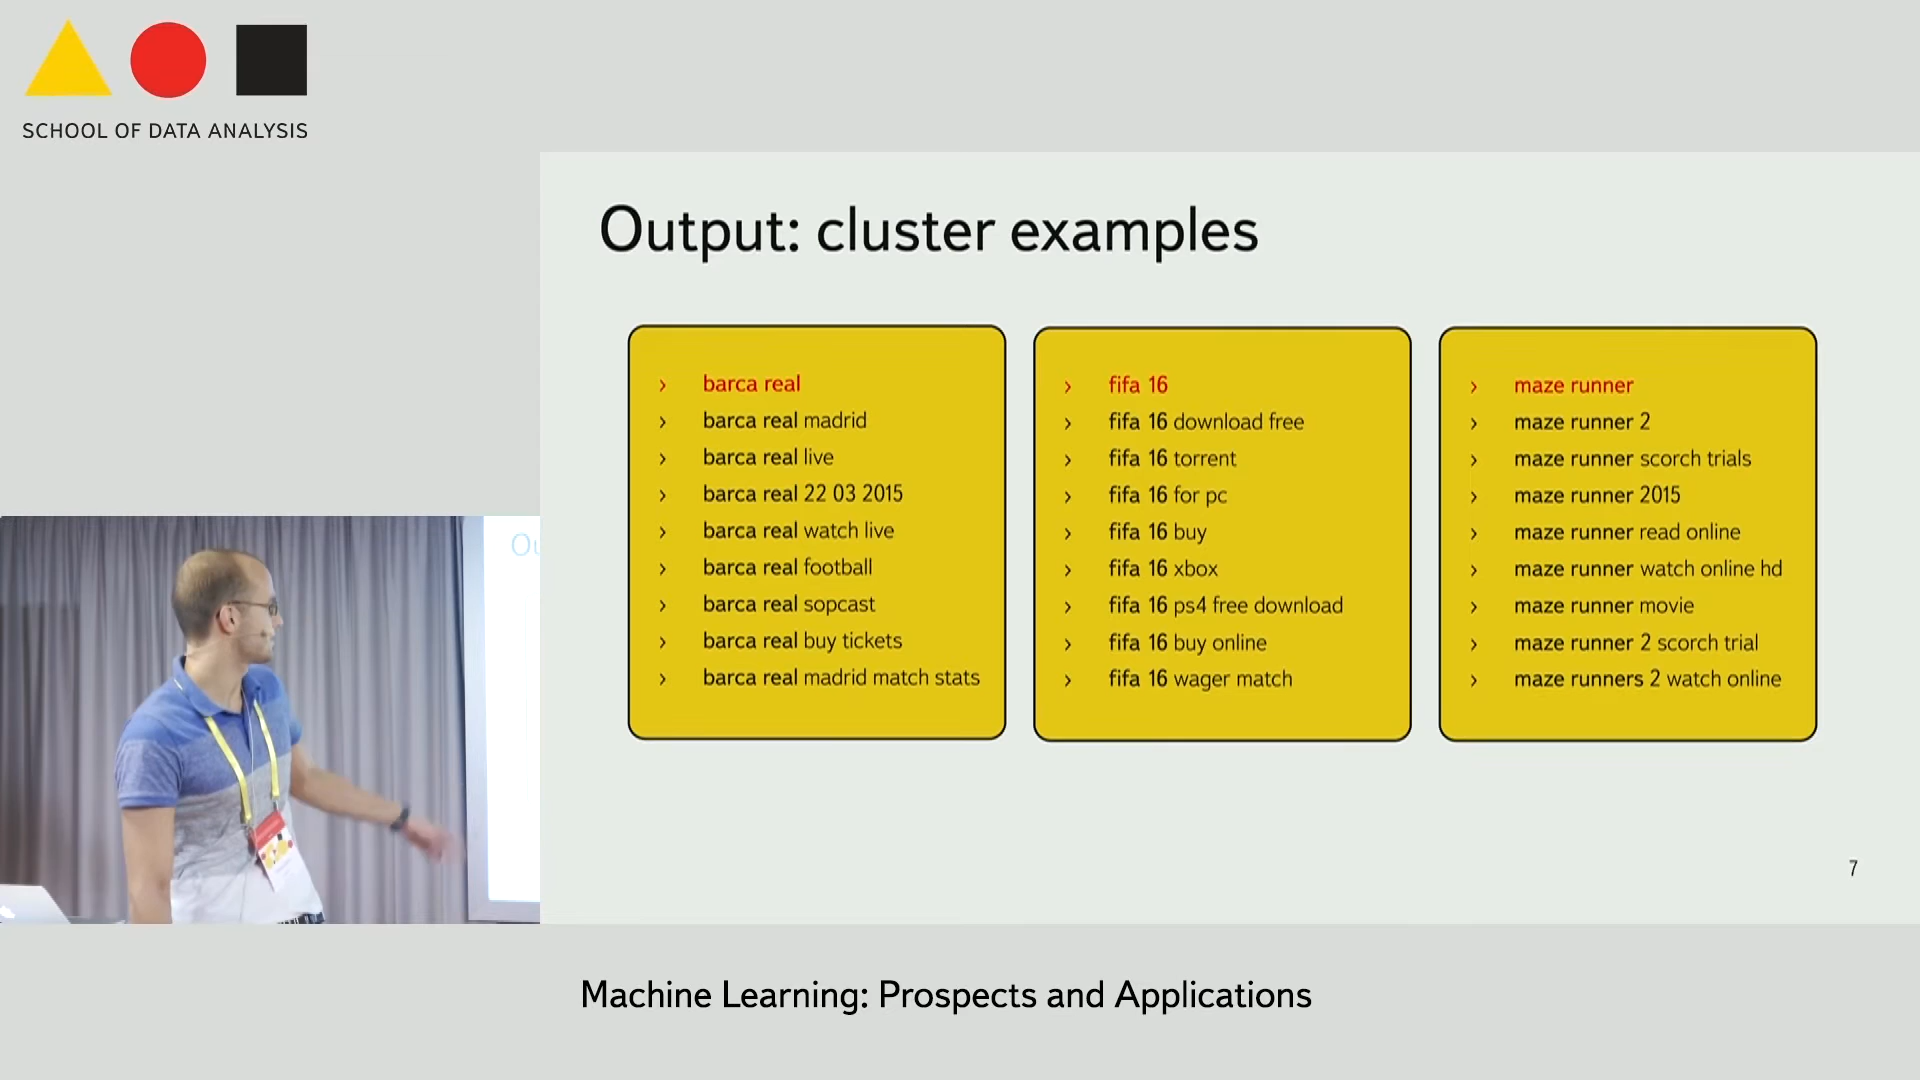 SCHOOL OF DATA ANALYSIS
Output: cluster examples
› barca real
› barca real madrid
› barca real live
› barca real 22 03 2015
› barca real watch live
› barca real football
› barca real sopcast
› barca real buy tickets
› barca real madrid match stats
› fifa 16
› fifa 16 download free
› fifa 16 torrent
› fifa 16 for pc
› fifa 16 buy
› fifa 16 xbox
› fifa 16 ps4 free download
› fifa 16 buy online
› fifa 16 wager match
› maze runner
› maze runner 2
› maze runner scorch trials
› maze runner 2015
› maze runner read online
› maze runner watch online hd
› maze runner movie
› maze runner 2 scorch trial
› maze runners 2 watch online
7
Machine Learning: Prospects and Applications